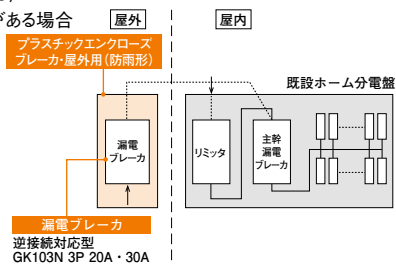 がある場合
屋外
屋内
プラスチックエンクローズ
ブレーカ・屋外用(防雨形)
既設ホーム分電盤
漏電
ブレーカ
リミッタ
主幹
漏電
ブレーカ
漏電ブレーカ
逆接続対応型
GK103N 3P 20A・30A